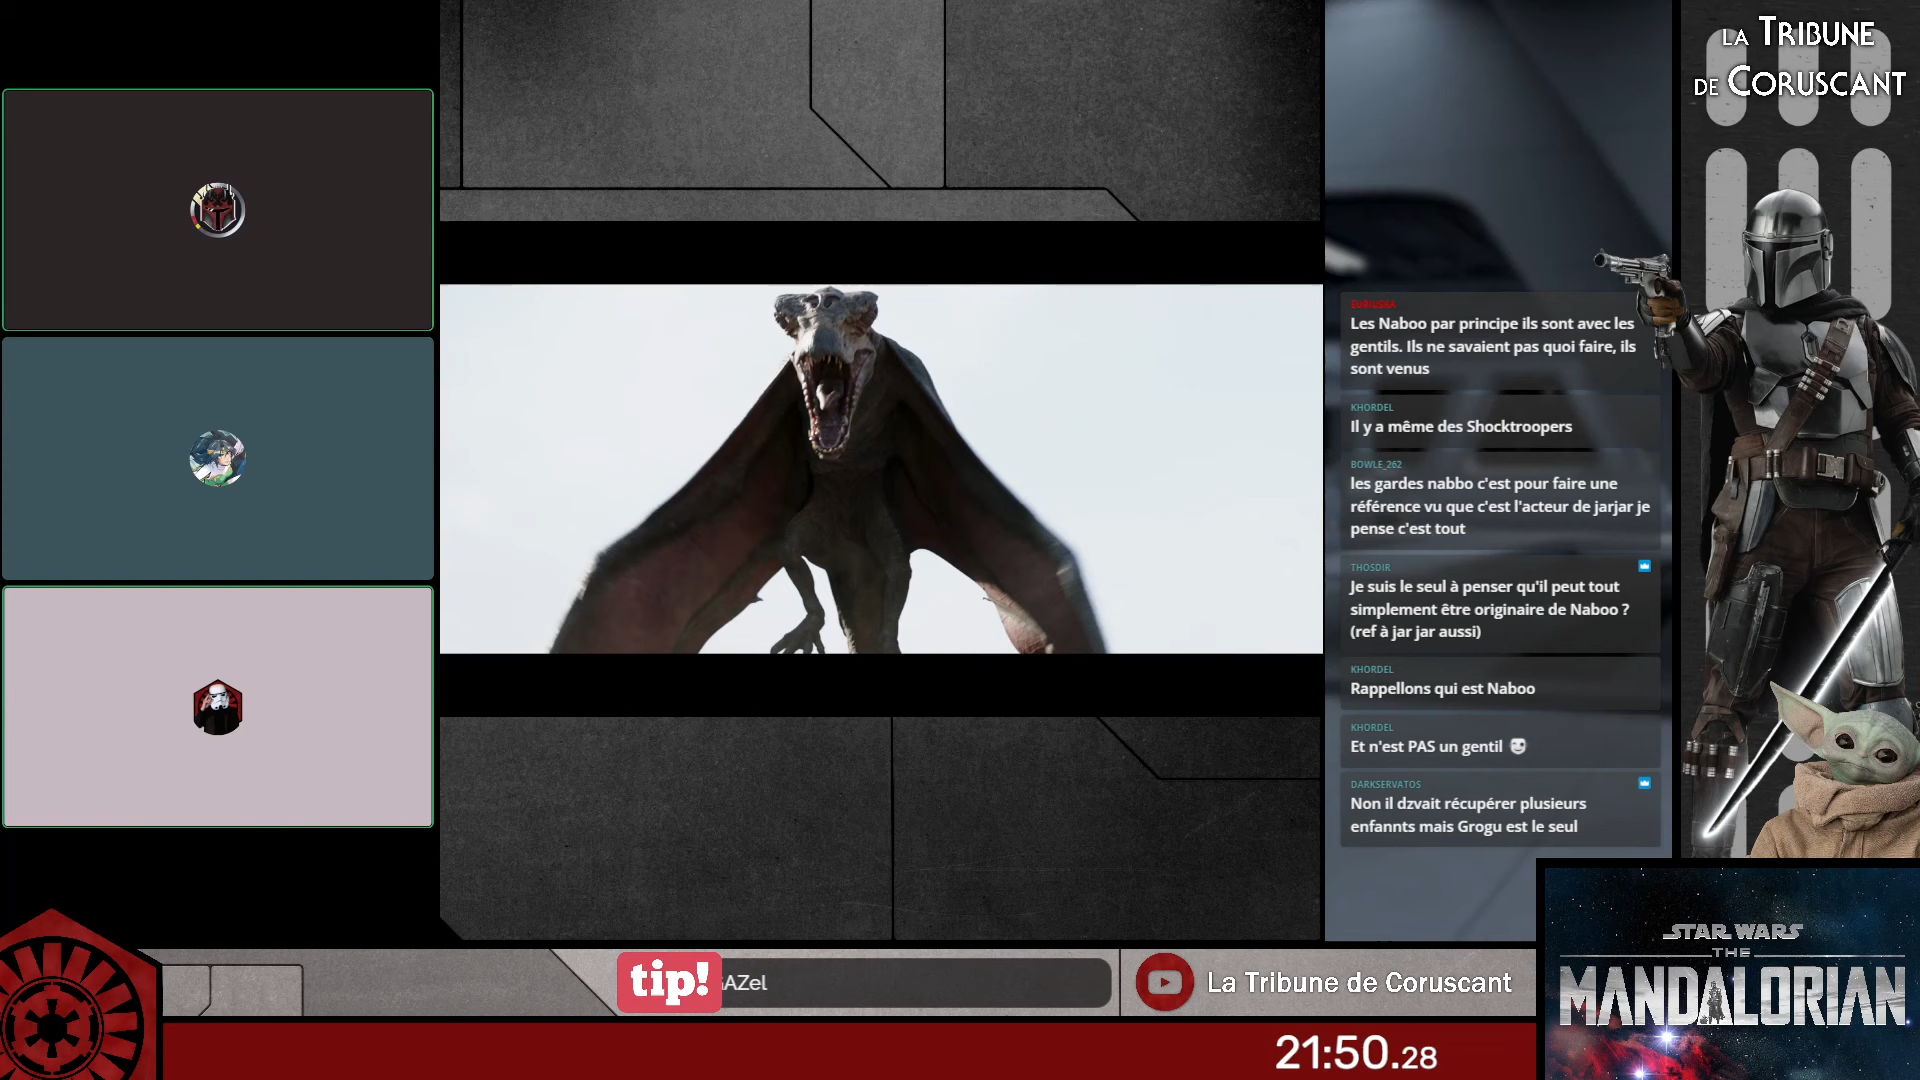 LA TRIBUNE
DE CORUSCANT
EURIUSKA
Les Naboo par principe ils sont avec les
gentils. Ils ne savaient pas quoi faire, ils
sont venus
KHORDEL
Il y a même des Shocktroopers
BOWLE_262
les gardes nabbo c'est pour faire une
référence vu que c'est l'acteur de jarjar je
pense c'est tout
THOSDIR
Je suis le seul à penser qu'il peut tout
simplement être originaire de Naboo ?
(ref à jar jar aussi)
KHORDEL
Rappellons qui est Naboo
KHORDEL
Et n'est PAS un gentil
DARKSERVATOS
Non il dzvait récupérer plusieurs
enfannts mais Grogu est le seul
STAR WARS
THE
MANDALORIAN
tip!
AZel
La Tribune de Coruscant
21:50.28